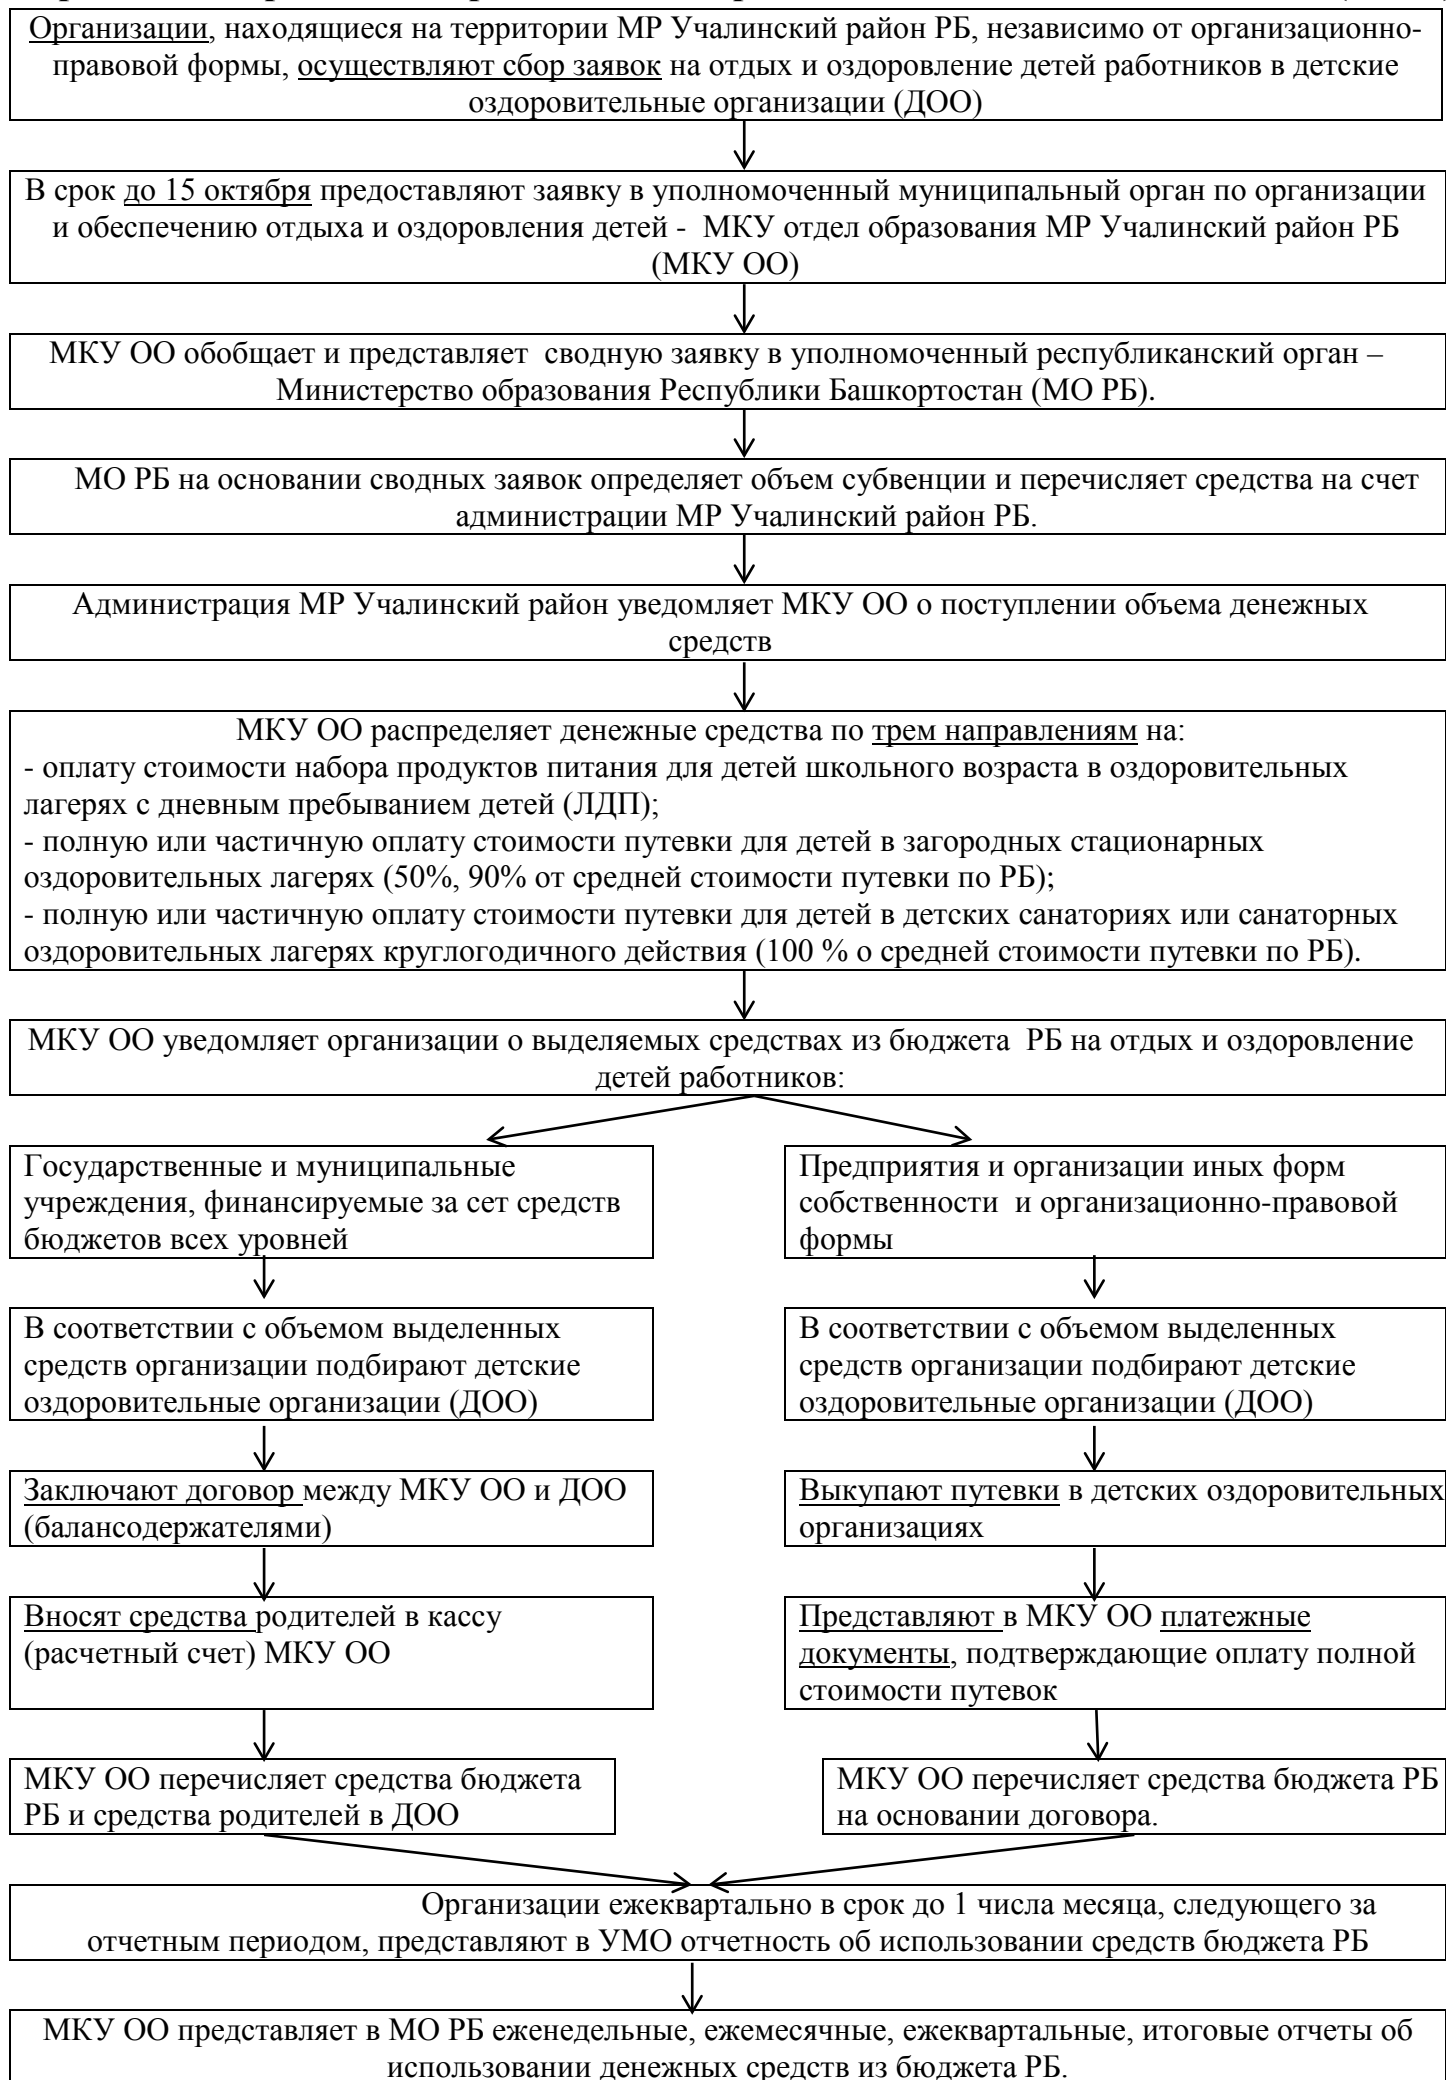 Организации, находящиеся на территории МР Учалинский район РБ, независимо от организационно-
правовой формы, осуществляют сбор заявок на отдых и оздоровление детей работников в детские
оздоровительные организации (ДОО)
В срок до 15 октября предоставляют заявку в уполномоченный муниципальный орган по организации
и обеспечению отдыха и оздоровления детей - МКУ отдел образования МР Учалинский район РБ
(МКУ ОО)
МКУ ОО обобщает и представляет сводную заявку в уполномоченный республиканский орган –
Министерство образования Республики Башкортостан (МО РБ).
МО РБ на основании сводных заявок определяет объем субвенции и перечисляет средства на счет
администрации МР Учалинский район РБ.
Администрация МР Учалинский район уведомляет МКУ ОО о поступлении объема денежных
средств
МКУ ОО распределяет денежные средства по трем направлениям на:
- оплату стоимости набора продуктов питания для детей школьного возраста в оздоровительных
лагерях с дневным пребыванием детей (ЛДП);
- полную или частичную оплату стоимости путевки для детей в загородных стационарных
оздоровительных лагерях (50%, 90% от средней стоимости путевки по РБ);
- полную или частичную оплату стоимости путевки для детей в детских санаториях или санаторных
оздоровительных лагерях круглогодичного действия (100 % о средней стоимости путевки по РБ).
МКУ ОО уведомляет организации о выделяемых средствах из бюджета РБ на отдых и оздоровление
детей работников:
Государственные и муниципальные
учреждения, финансируемые за сет средств
бюджетов всех уровней
Предприятия и организации иных форм
собственности и организационно-правовой
формы
В соответствии с объемом выделенных
средств организации подбирают детские
оздоровительные организации (ДОО)
В соответствии с объемом выделенных
средств организации подбирают детские
оздоровительные организации (ДОО)
Заключают договор между МКУ ОО и ДОО
(балансодержателями)
Выкупают путевки в детских оздоровительных
организациях
Вносят средства родителей в кассу
(расчетный счет) МКУ ОО
Представляют в МКУ ОО платежные
документы, подтверждающие оплату полной
стоимости путевок
МКУ ОО перечисляет средства бюджета
РБ и средства родителей в ДОО
МКУ ОО перечисляет средства бюджета РБ
на основании договора.
Организации ежеквартально в срок до 1 числа месяца, следующего за
отчетным периодом, представляют в УМО отчетность об использовании средств бюджета РБ
МКУ ОО представляет в МО РБ еженедельные, ежемесячные, ежеквартальные, итоговые отчеты об
использовании денежных средств из бюджета РБ.